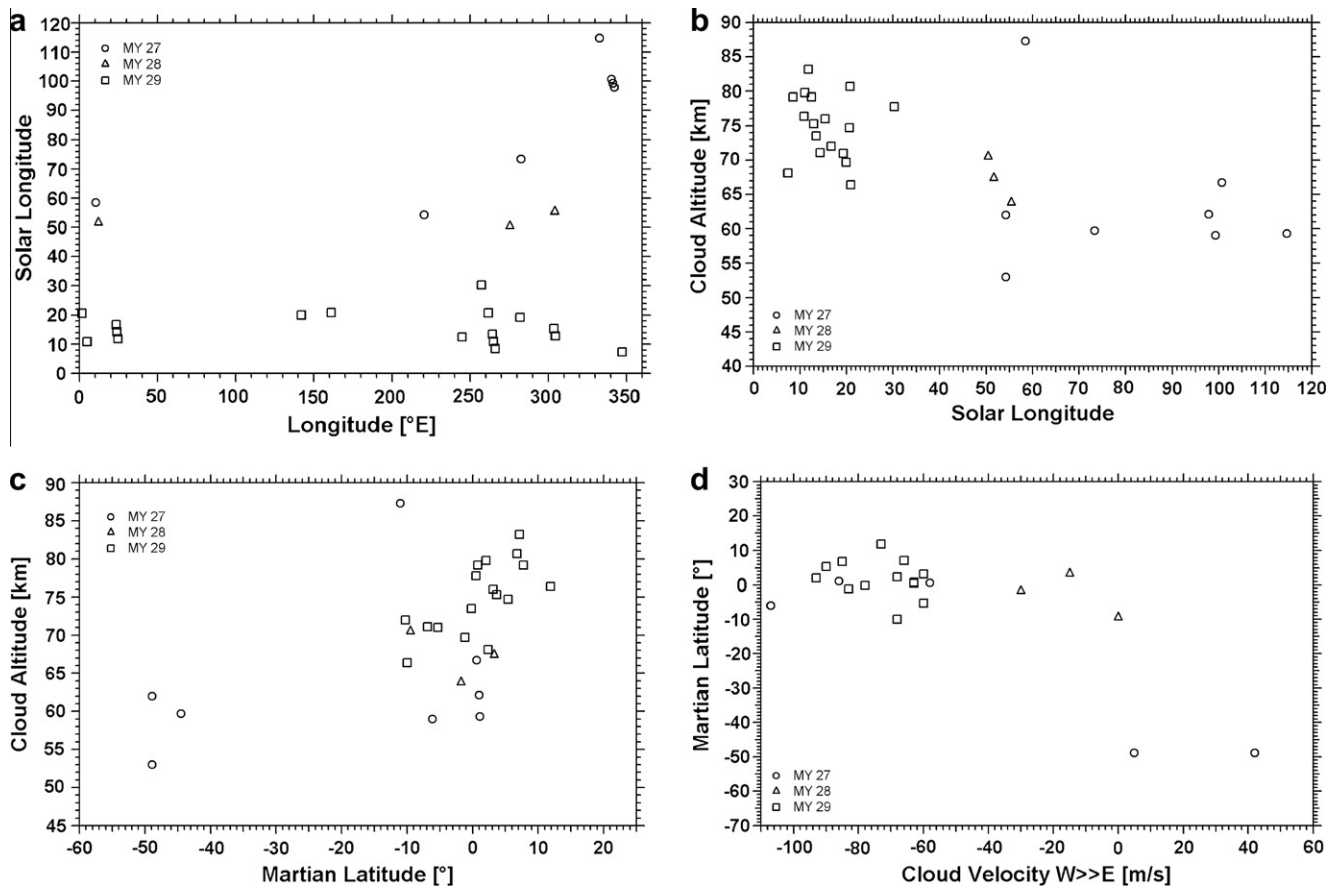 a
Solar Longitude
120
110
100
90
80
70
60
50
40
30
20
10
0
MY 27
MY 28
MY 29
0 50 100 150 200 250 300 350
Longitude [°E]
b
Cloud Altitude [km]
90
85
80
75
70
65
60
55
50
45
40
MY 27
MY 28
MY 29
0 10 20 30 40 50 60 70 80 90 100 110 120
Solar Longitude
c
Cloud Altitude [km]
90
85
80
75
70
65
60
55
50
45
MY 27
MY 28
MY 29
-60 -50 -40 -30 -20 -10 0 10 20
Martian Latitude [°]
d
Martian Latitude [°]
30
20
10
0
-10
-20
-30
-40
-50
-60
-70
MY 27
MY 28
MY 29
-100 -80 -60 -40 -20 0 20 40 60
Cloud Velocity W>>E [m/s]